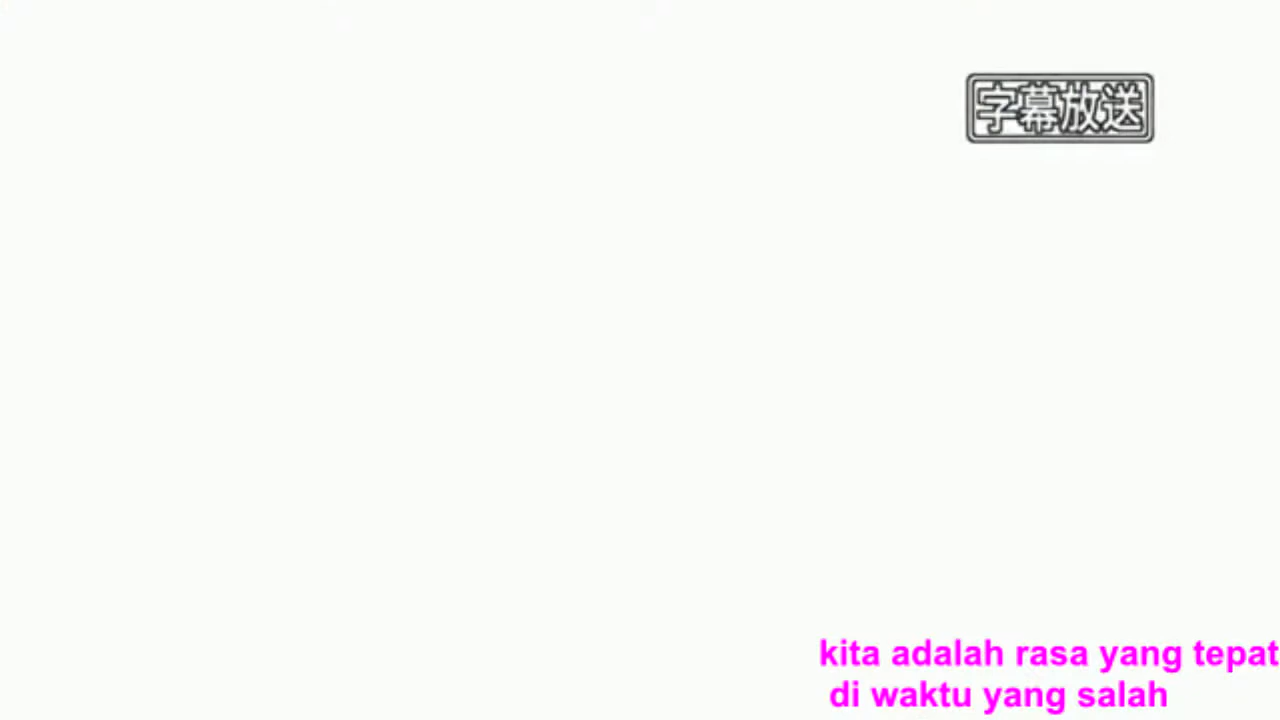 字幕放送
kita adalah rasa yang tepat
di waktu yang salah